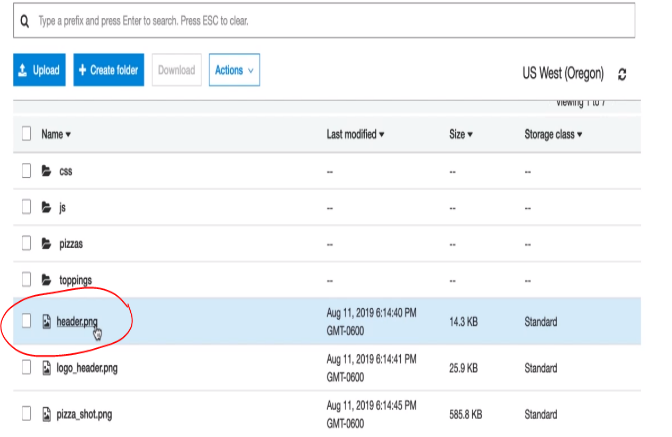 Type a prefix and press Enter to search. Press ESC to clear.
Upload + Create folder Download Actions
US West (Oregon)
Viewing 1 to 7
Name Last modified Size Storage class
css -- -- --
js -- -- --
pizzas -- -- --
toppings -- -- --
header.png Aug 11, 2019 6:14:40 PM GMT-0600 14.3 KB Standard
logo_header.png Aug 11, 2019 6:14:41 PM GMT-0600 25.9 KB Standard
pizza_shot.png Aug 11, 2019 6:14:45 PM GMT-0600 585.8 KB Standard